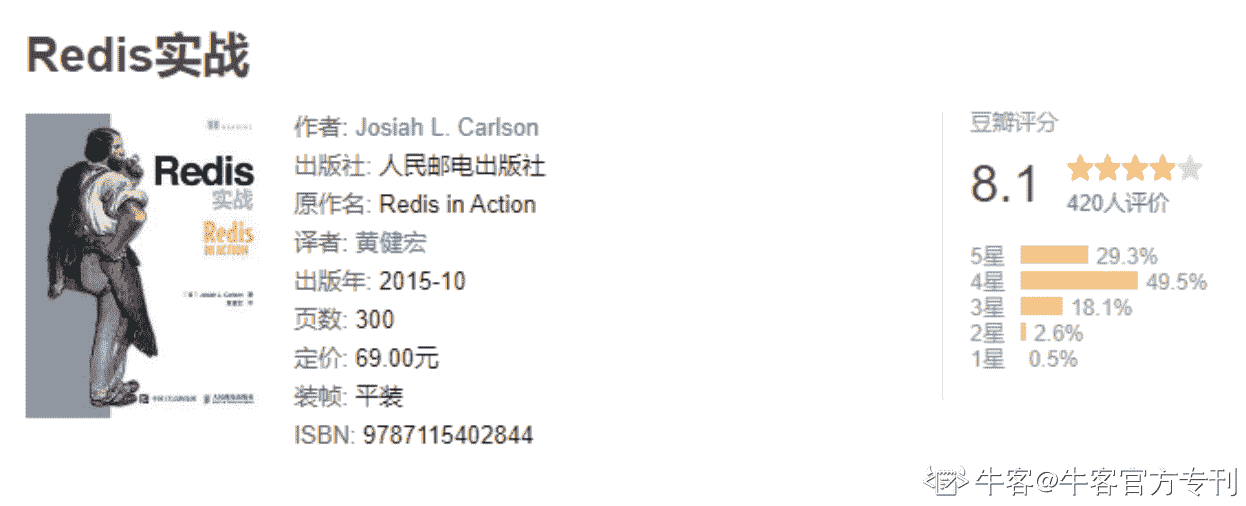 Redis实战
Redis
实战
Redis
IN ACTION
作者: Josiah L. Carlson
出版社: 人民邮电出版社
原作名: Redis in Action
译者: 黄健宏
出版年: 2015-10
页数: 300
定价: 69.00元
装帧: 平装
ISBN: 9787115402844
豆瓣评分
8.1
420人评价
5星 29.3%
4星 49.5%
3星 18.1%
2星 2.6%
1星 0.5%
牛客@牛客官方专刊